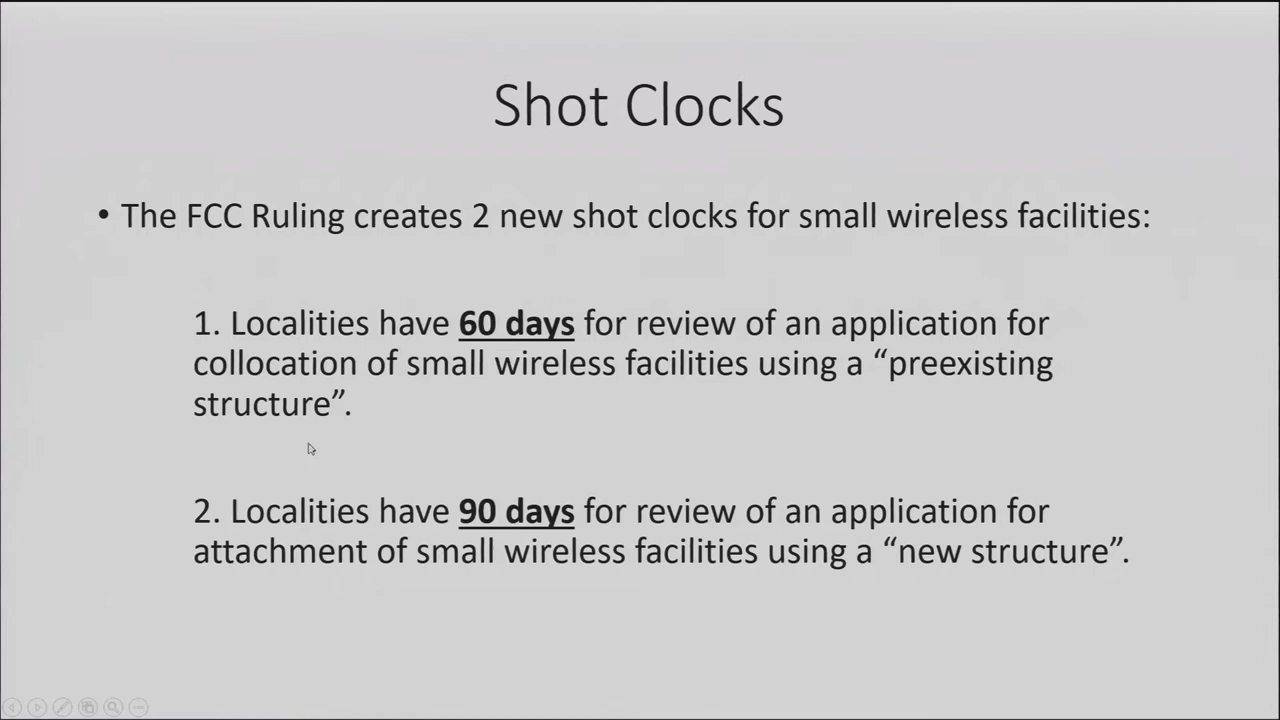 Shot Clocks
• The FCC Ruling creates 2 new shot clocks for small wireless facilities:
1. Localities have 60 days for review of an application for
collocation of small wireless facilities using a “preexisting
structure”.
2. Localities have 90 days for review of an application for
attachment of small wireless facilities using a “new structure”.